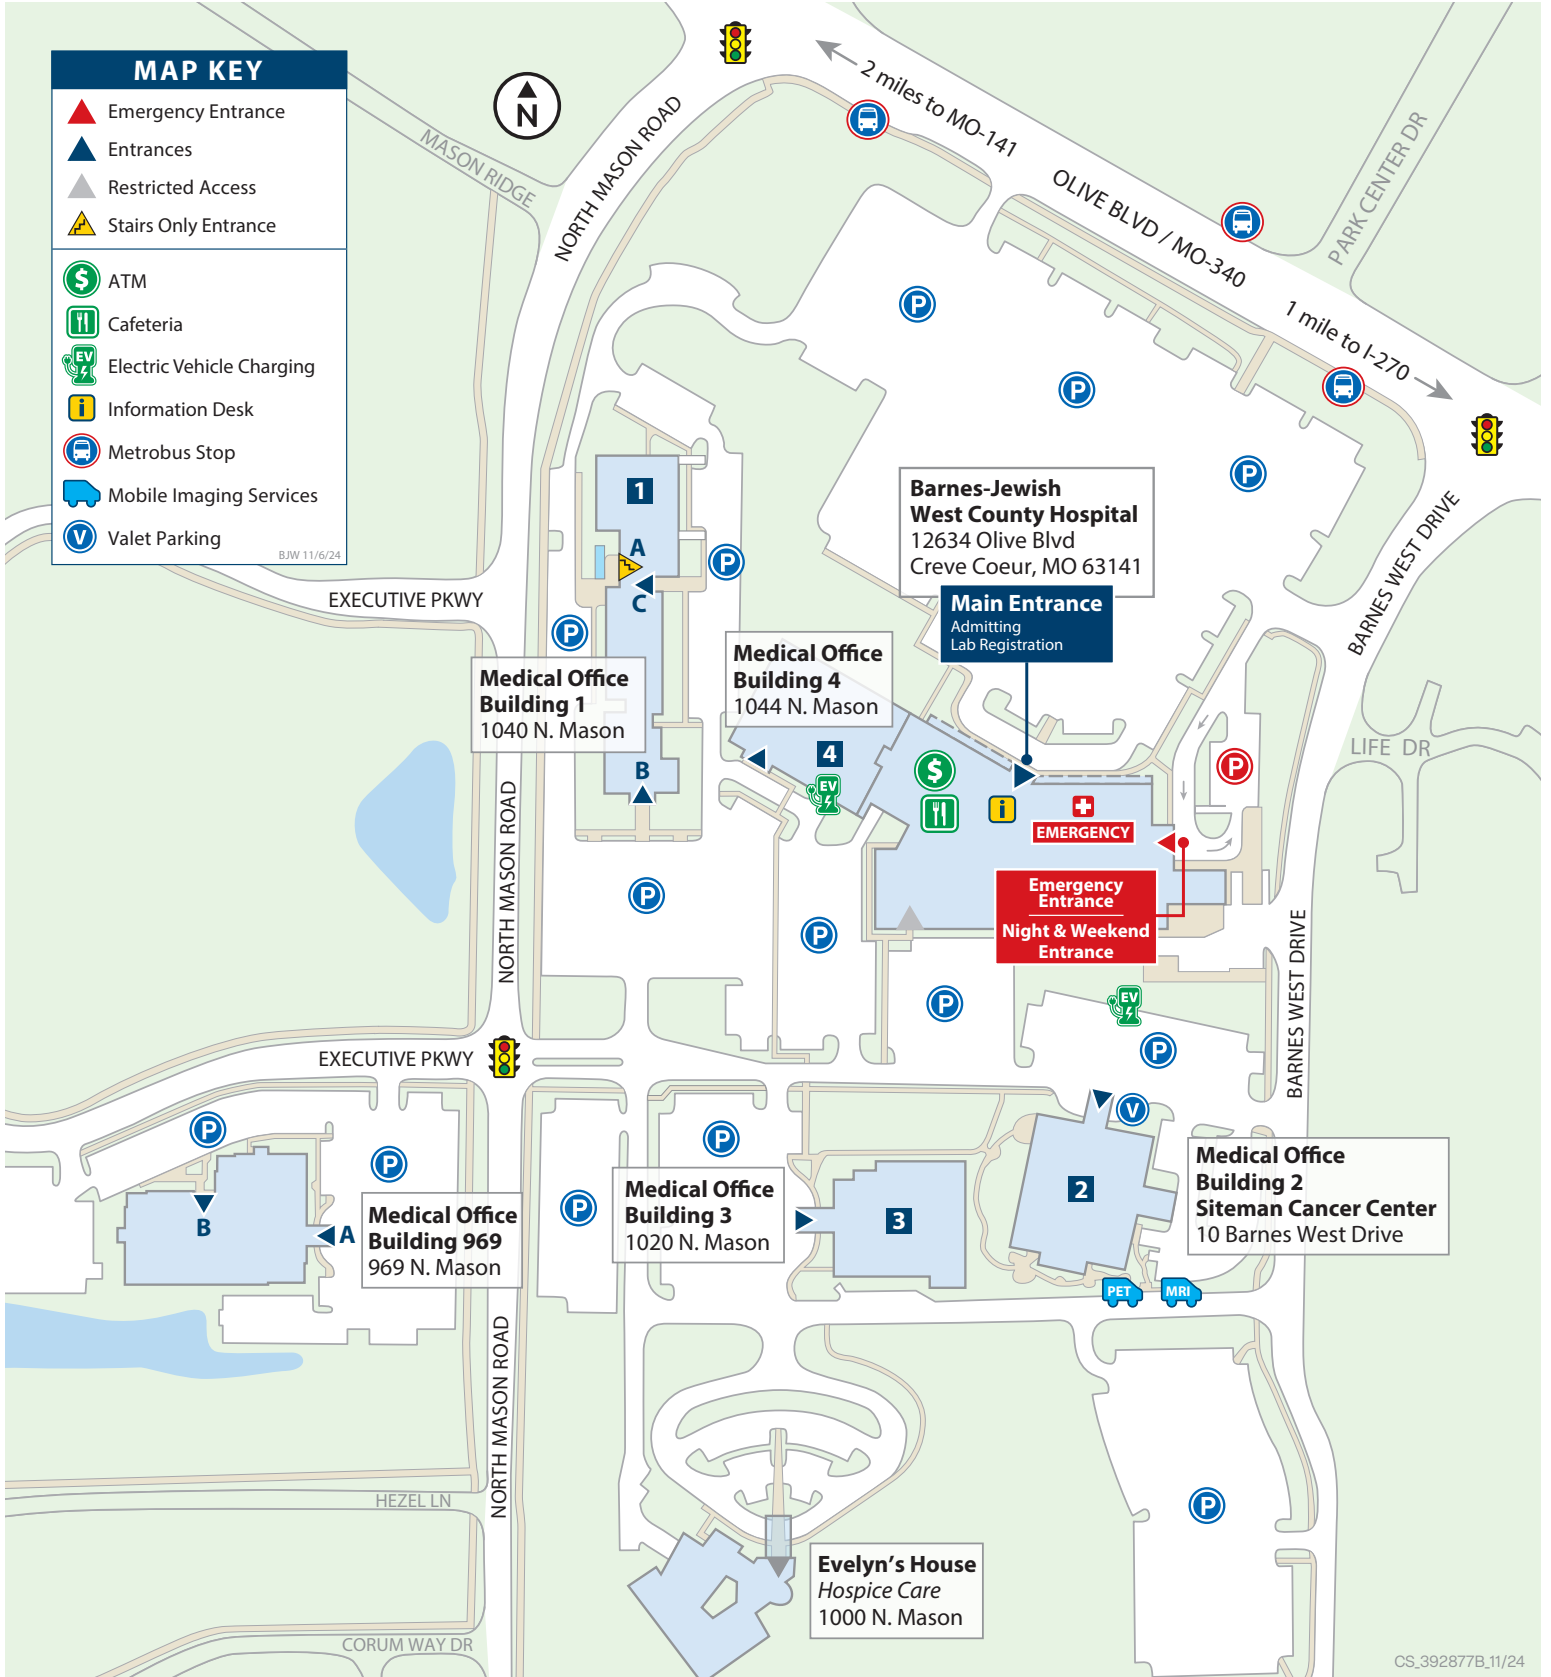 MAP KEY
Emergency Entrance
Entrances
Restricted Access
Stairs Only Entrance
$ ATM
Cafeteria
EV Electric Vehicle Charging
i Information Desk
Metrobus Stop
Mobile Imaging Services
V Valet Parking
BJW 11/6/24
N
MASON RIDGE
NORTH MASON ROAD
2 miles to MO-141
OLIVE BLVD / MO-340
1 mile to I-270
PARK CENTER DR
P
P
P
BARNES WEST DRIVE
LIFE DR
EXECUTIVE PKWY
1
A
C
P
P
Medical Office
Building 1
1040 N. Mason
B
Medical Office
Building 4
1044 N. Mason
4
EV
Barnes-Jewish
West County Hospital
12634 Olive Blvd
Creve Coeur, MO 63141
Main Entrance
Admitting
Lab Registration
$
i
EMERGENCY
P
Emergency
Entrance
Night & Weekend
Entrance
NORTH MASON ROAD
P
P
P
EV
P
BARNES WEST DRIVE
EXECUTIVE PKWY
P
P
B
A
Medical Office
Building 969
969 N. Mason
P
P
Medical Office
Building 3
1020 N. Mason
3
V
2
Medical Office
Building 2
Siteman Cancer Center
10 Barnes West Drive
PET
MRI
NORTH MASON ROAD
HEZEL LN
P
Evelyn's House
Hospice Care
1000 N. Mason
CORUM WAY DR
CS_392877B_11/24